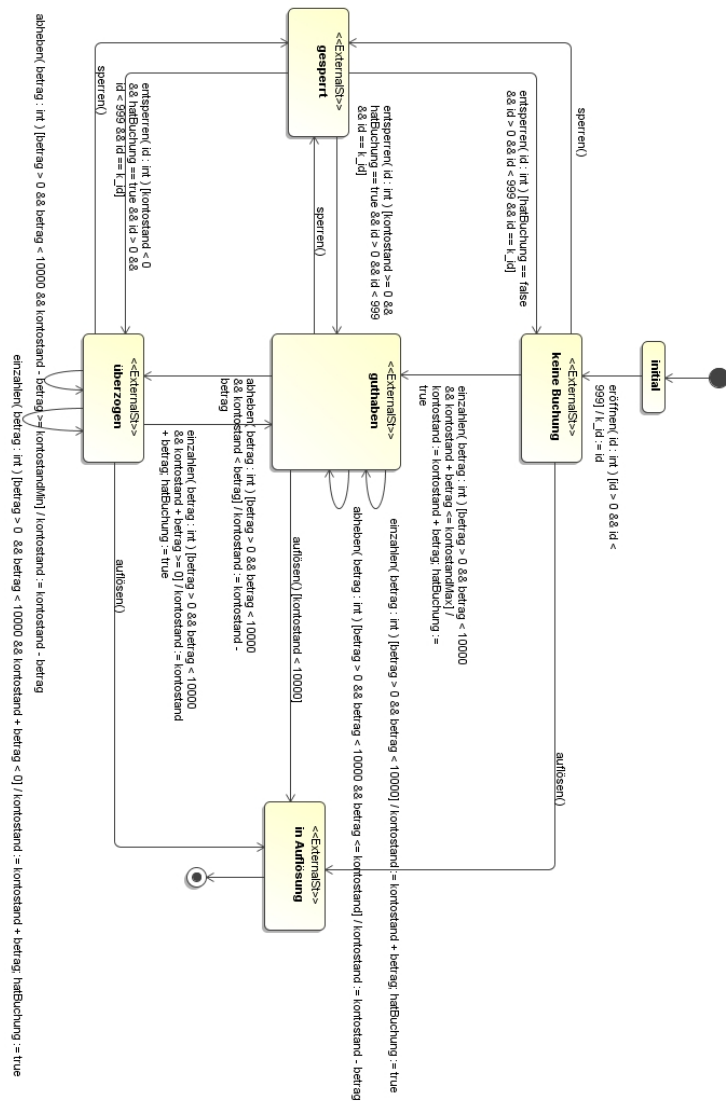 initial
eröffnen( id : int ) [id > 0 && id <
999] / k_id := id
<<ExternalSt>>
keine Buchung
sperren()
auflösen()
entsperren( id : int ) [hatBuchung == false
&& id > 0 && id < 999 && id == k_id]
einzahlen( betrag : int ) [betrag > 0 && betrag < 10000
&& kontostand + betrag <= kontostandMax] /
kontostand := kontostand + betrag; hatBuchung :=
true
<<ExternalSt>>
gesperrt
entsperren( id : int ) [kontostand >= 0 &&
hatBuchung == true && id > 0 && id < 999
&& id == k_id]
sperren()
<<ExternalSt>>
guthaben
einzahlen( betrag : int ) [betrag > 0 && betrag < 10000] / kontostand := kontostand + betrag; hatBuchung := true
abheben( betrag : int ) [betrag > 0 && betrag < 10000 && betrag <= kontostand] / kontostand := kontostand - betrag
auflösen() [kontostand < 10000]
<<ExternalSt>>
in Auflösung
abheben( betrag : int ) [betrag > 0 && betrag < 10000
&& kontostand < betrag] / kontostand := kontostand -
betrag
einzahlen( betrag : int ) [betrag > 0 && betrag < 10000
&& kontostand + betrag >= 0] / kontostand := kontostand
+ betrag; hatBuchung := true
entsperren( id : int ) [kontostand < 0
&& hatBuchung == true && id > 0 &&
id < 999 && id == k_id]
sperren()
<<ExternalSt>>
überzogen
auflösen()
abheben( betrag : int ) [betrag > 0 && betrag < 10000 && kontostand - betrag >= kontostandMin] / kontostand := kontostand - betrag
einzahlen( betrag : int ) [betrag > 0 && betrag < 10000 && kontostand + betrag < 0] / kontostand := kontostand + betrag; hatBuchung := true